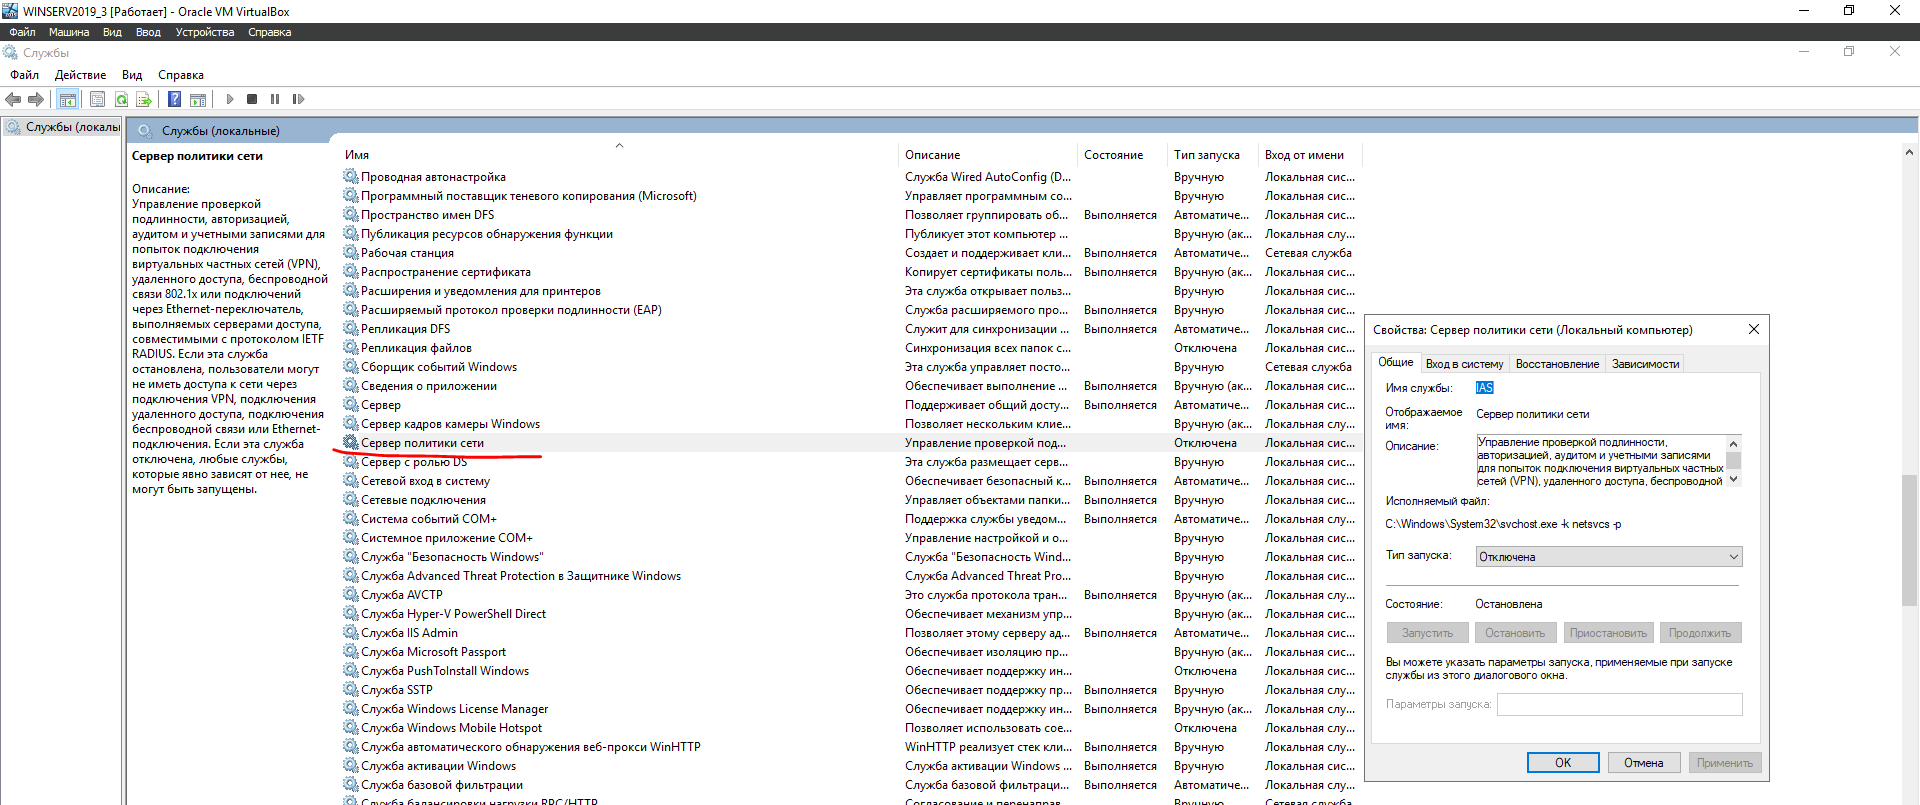 WINSERV2019_3 [Работает] - Oracle VM VirtualBox
Файл Машина Вид Ввод Устройства Справка
Службы
Файл Действие Вид Справка
Службы (локалы
Службы (локальные)
Сервер политики сети
Описание:
Управление проверкой
подлинности, авторизацией,
аудитом и учетными записями для
попыток подключения
виртуальных частных сетей (VPN),
удаленного доступа, беспроводной
связи 802.1x или подключений
через Ethernet-переключатель,
выполняемых серверами доступа,
совместимыми с протоколом IETF
RADIUS. Если эта служба
остановлена, пользователи могут
не иметь доступа к сети через
подключения VPN, подключения
удаленного доступа, подключения
беспроводной связи или Ethernet-
подключения. Если эта служба
отключена, любые службы,
которые явно зависят от нее, не
могут быть запущены.
Имя Описание Состояние Тип запуска Вход от имени
Проводная автонастройка Служба Wired AutoConfig (D... Вручную Локальная сис...
Программный поставщик теневого копирования (Microsoft) Управляет программным со... Вручную Локальная сис...
Пространство имен DFS Позволяет группировать об... Выполняется Автоматиче... Локальная сис...
Публикация ресурсов обнаружения функции Публикует этот компьютер ... Вручную (ак... Локальная слу...
Рабочая станция Создает и поддерживает кли... Выполняется Автоматиче... Сетевая служба
Распространение сертификата Копирует сертификаты поль... Выполняется Вручную (ак... Локальная сис...
Расширения и уведомления для принтеров Эта служба открывает польз... Вручную Локальная сис...
Расширяемый протокол проверки подлинности (EAP) Служба расширяемого про... Выполняется Вручную Локальная сис...
Репликация DFS Служит для синхронизации ... Выполняется Автоматиче... Локальная сис...
Репликация файлов Синхронизация всех папок с... Отключена Локальная сис...
Сборщик событий Windows Эта служба управляет посто... Вручную Сетевая служба
Сведения о приложении Обеспечивает выполнение ... Выполняется Вручную (ак... Локальная сис...
Сервер Поддерживает общий досту... Выполняется Автоматиче... Локальная сис...
Сервер кадров камеры Windows Позволяет нескольким клие... Вручную (ак... Локальная сис...
Сервер политики сети Управление проверкой под... Отключена Локальная сис...
Сервер с ролью DS Эта служба размещает серв... Вручную Локальная сис...
Сетевой вход в систему Обеспечивает безопасный к... Выполняется Автоматиче... Локальная сис...
Сетевые подключения Управляет объектами папки... Выполняется Вручную Локальная сис...
Система событий COM+ Поддержка службы уведом... Выполняется Автоматиче... Локальная слу...
Системное приложение COM+ Управление настройкой и о... Вручную Локальная сис...
Служба "Безопасность Windows" Служба "Безопасность Wind... Вручную Локальная сис...
Служба Advanced Threat Protection в Защитнике Windows Служба Advanced Threat Pro... Вручную Локальная сис...
Служба AVCTP Это служба протокола тран... Выполняется Вручную (ак... Локальная слу...
Служба Hyper-V PowerShell Direct Обеспечивает механизм упр... Вручную (ак... Локальная сис...
Служба IIS Admin Позволяет этому серверу ад... Выполняется Автоматиче... Локальная сис...
Служба Microsoft Passport Обеспечивает изоляцию пр... Вручную (ак... Локальная сис...
Служба PushToInstall Windows Обеспечивает поддержку ин... Отключена Локальная сис...
Служба SSTP Обеспечивает поддержку пр... Выполняется Вручную Локальная слу...
Служба Windows License Manager Обеспечивает поддержку ин... Выполняется Вручную (ак... Локальная слу...
Служба Windows Mobile Hotspot Позволяет использовать сое... Отключена Локальная слу...
Служба автоматического обнаружения веб-прокси WinHTTP WinHTTP реализует стек кли... Выполняется Вручную Локальная слу...
Служба активации Windows Служба активации Windows ... Выполняется Вручную Локальная сис...
Служба базовой фильтрации Служба базовой фильтраци... Выполняется Автоматиче... Локальная слу...
Служба балансировки нагрузки RPC/HTTP Согласование и перенаправ... Вручную Сетевая служба
Свойства: Сервер политики сети (Локальный компьютер)
Общие Вход в систему Восстановление Зависимости
Имя службы: IAS
Отображаемое
имя: Сервер политики сети
Описание: Управление проверкой подлинности,
авторизацией, аудитом и учетными записями
для попыток подключения виртуальных частных
сетей (VPN), удаленного доступа, беспроводной
Исполняемый файл:
C:\Windows\System32\svchost.exe -k netsvcs -p
Тип запуска: Отключена
Состояние: Остановлена
Запустить Остановить Приостановить Продолжить
Вы можете указать параметры запуска, применяемые при запуске
службы из этого диалогового окна.
Параметры запуска:
OK Отмена Применить